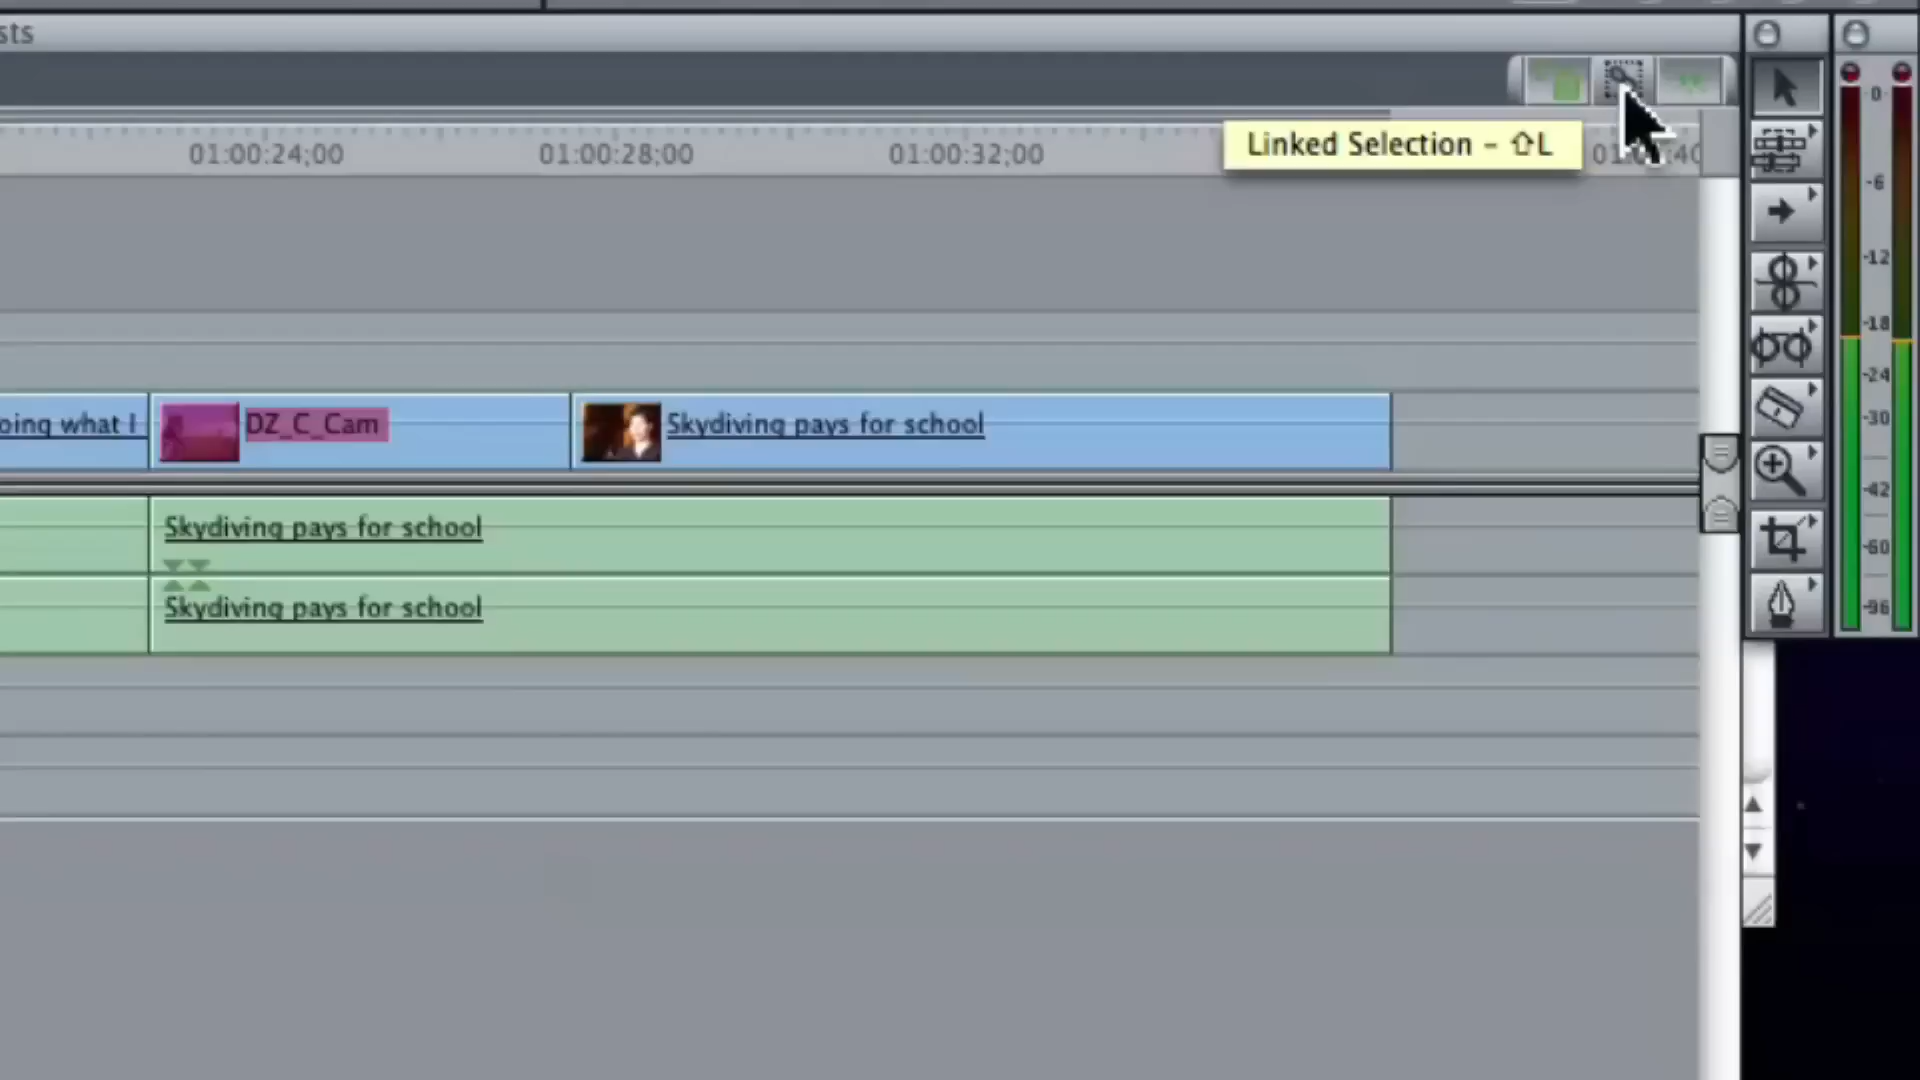 sts
01:00:24;00
01:00:28;00
01:00:32;00
Linked Selection - ⇧L
oing what I
DZ_C_Cam
Skydiving pays for school
Skydiving pays for school
Skydiving pays for school
0
-6
-12
-18
-24
-30
-42
-60
-96